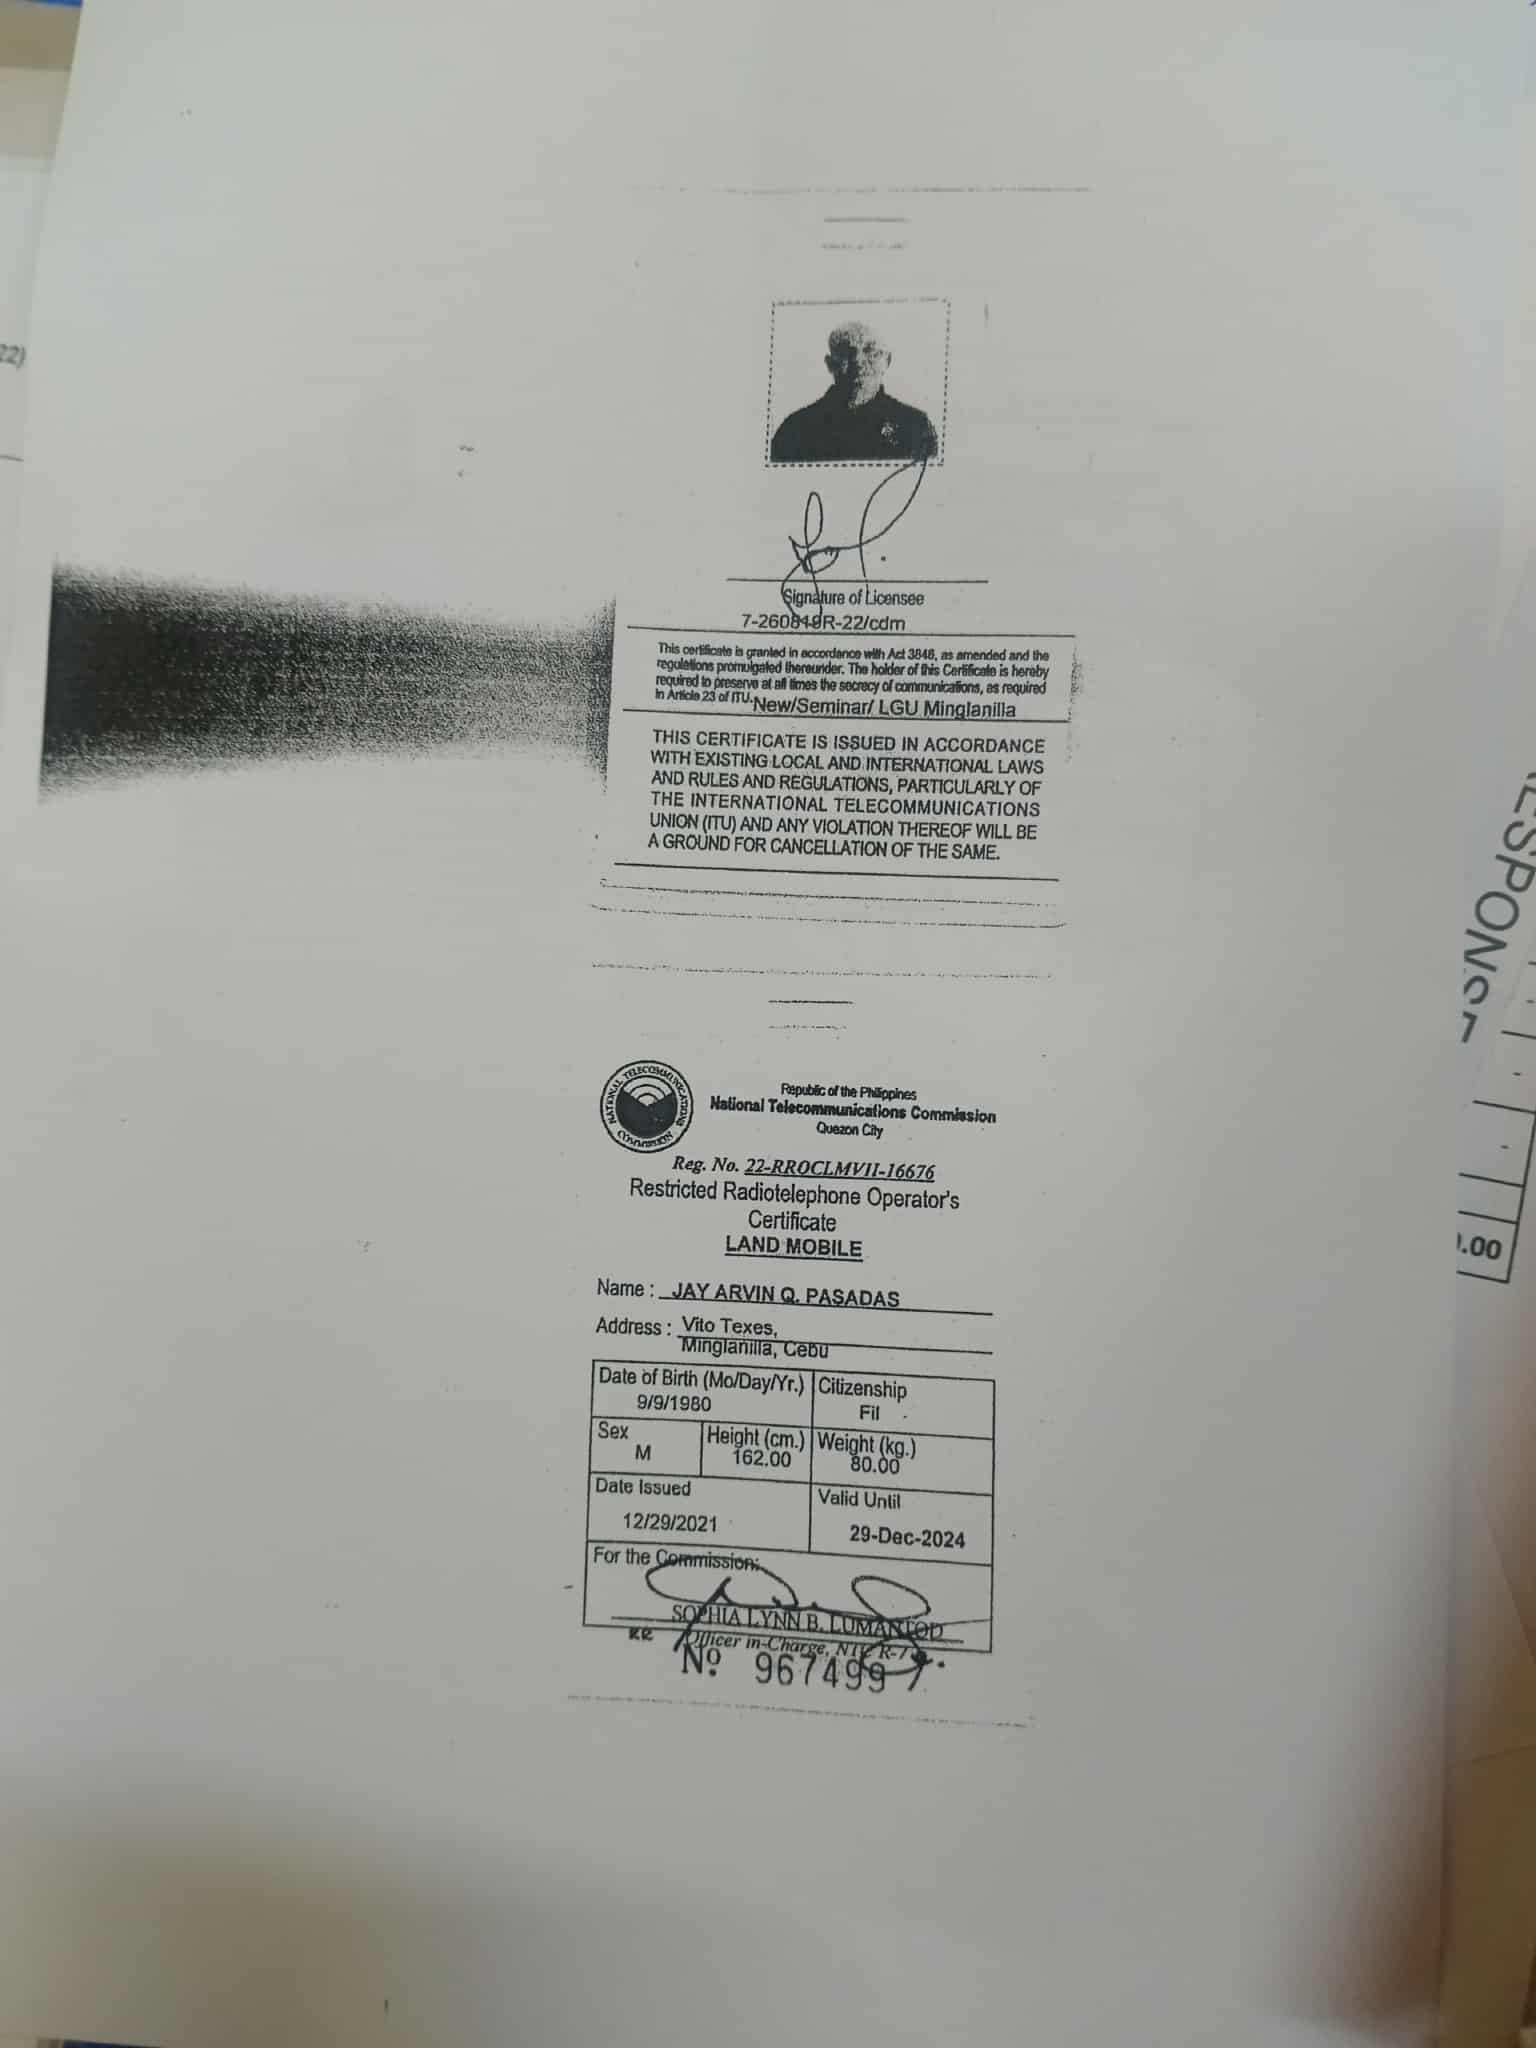 22)
Signature of Licensee
7-260819R-22/cdm
This certificate is granted in accordance with Act 3846, as amended and the
regulations promulgated thereunder. The holder of this Certificate is hereby
required to preserve at all times the secrecy of communications, as required
in Article 23 of ITU. New/Seminar/ LGU Minglanilla
THIS CERTIFICATE IS ISSUED IN ACCORDANCE
WITH EXISTING LOCAL AND INTERNATIONAL LAWS
AND RULES AND REGULATIONS, PARTICULARLY OF
THE INTERNATIONAL TELECOMMUNICATIONS
UNION (ITU) AND ANY VIOLATION THEREOF WILL BE
A GROUND FOR CANCELLATION OF THE SAME.
NATIONAL TELECOMMUNICATIONS COMMISSION
Republic of the Philippines
National Telecommunications Commission
Quezon City
Reg. No. 22-RROCLMVII-16676
Restricted Radiotelephone Operator's
Certificate
LAND MOBILE
Name : JAY ARVIN Q. PASADAS
Address : Vito Texes,
Minglanilla, Cebu
Date of Birth (Mo/Day/Yr.) Citizenship
9/9/1980 Fil
Sex Height (cm.) Weight (kg.)
M 162.00 80.00
Date Issued Valid Until
12/29/2021 29-Dec-2024
For the Commission:
SOPHIA LYNN B. LUMANTOD
Officer in-Charge, NTC R-7
RR
Nº 967499
ESPONS
.00